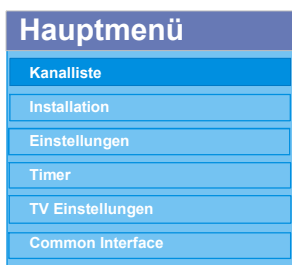 Hauptmenü
Kanalliste
Installation
Einstellungen
Timer
TV Einstellungen
Common Interface